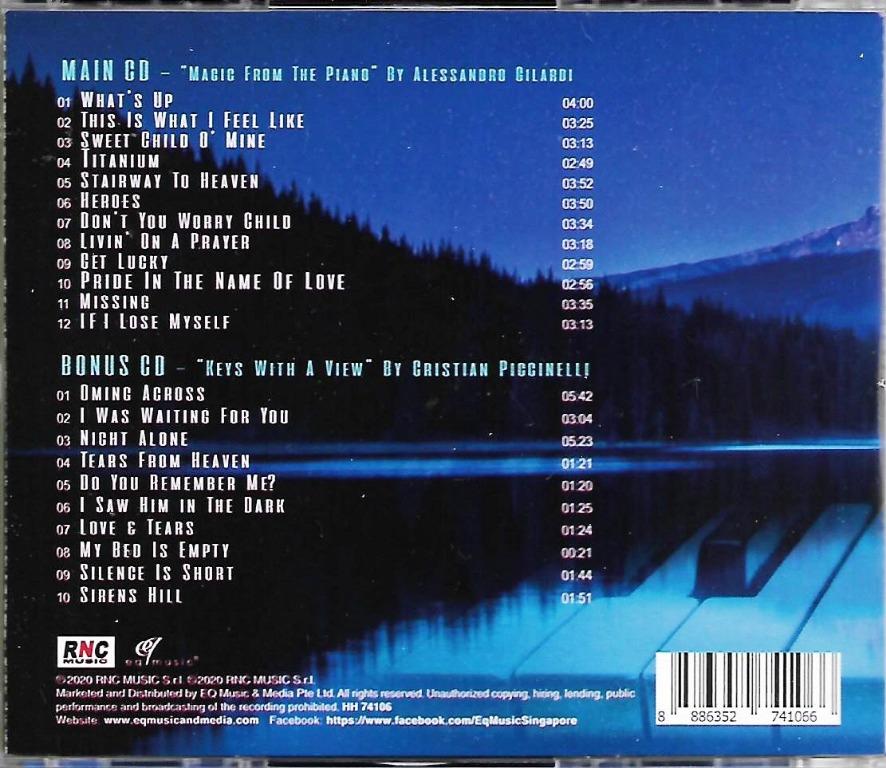 MAIN CD – "MAGIC FROM THE PIANO" BY ALESSANDRO GILARDI
01 WHAT'S UP 04:00
02 THIS IS WHAT I FEEL LIKE 03:25
03 SWEET CHILD O' MINE 03:13
04 TITANIUM 02:49
05 STAIRWAY TO HEAVEN 03:52
06 HEROES 03:50
07 DON'T YOU WORRY CHILD 03:34
08 LIVIN' ON A PRAYER 03:18
09 GET LUCKY 02:59
10 PRIDE IN THE NAME OF LOVE 02:56
11 MISSING 03:35
12 IF I LOSE MYSELF 03:13
BONUS CD – "KEYS WITH A VIEW" BY CRISTIAN PICCINELLI
01 OMING ACROSS 05:42
02 I WAS WAITING FOR YOU 03:04
03 NIGHT ALONE 05:23
04 TEARS FROM HEAVEN 01:21
05 DO YOU REMEMBER ME? 01:20
06 I SAW HIM IN THE DARK 01:25
07 LOVE & TEARS 01:24
08 MY BED IS EMPTY 00:21
09 SILENCE IS SHORT 01:44
10 SIRENS HILL 01:51
RNC MUSIC eq music
℗2020 RNC MUSIC S.r.l. ©2020 RNC MUSIC S.r.l.
Marketed and Distributed by EQ Music & Media Pte Ltd. All rights reserved. Unauthorized copying, hiring, lending, public
performance and broadcasting of the recording prohibited. HH 74106
Website: www.eqmusicandmedia.com Facebook: https://www.facebook.com/EqMusicSingapore
8 886352 741066